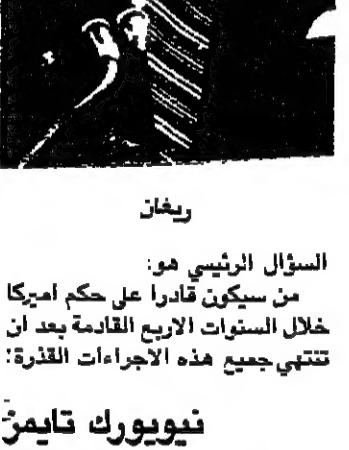 ريغان
السؤال الرئيسي هو:
من سيكون قادرا على حكم اميركا
خلال السنوات الاربع القادمة بعد ان
تنتهي جميع هذه الاجراءات القذرة؛
نيويورك تايمز